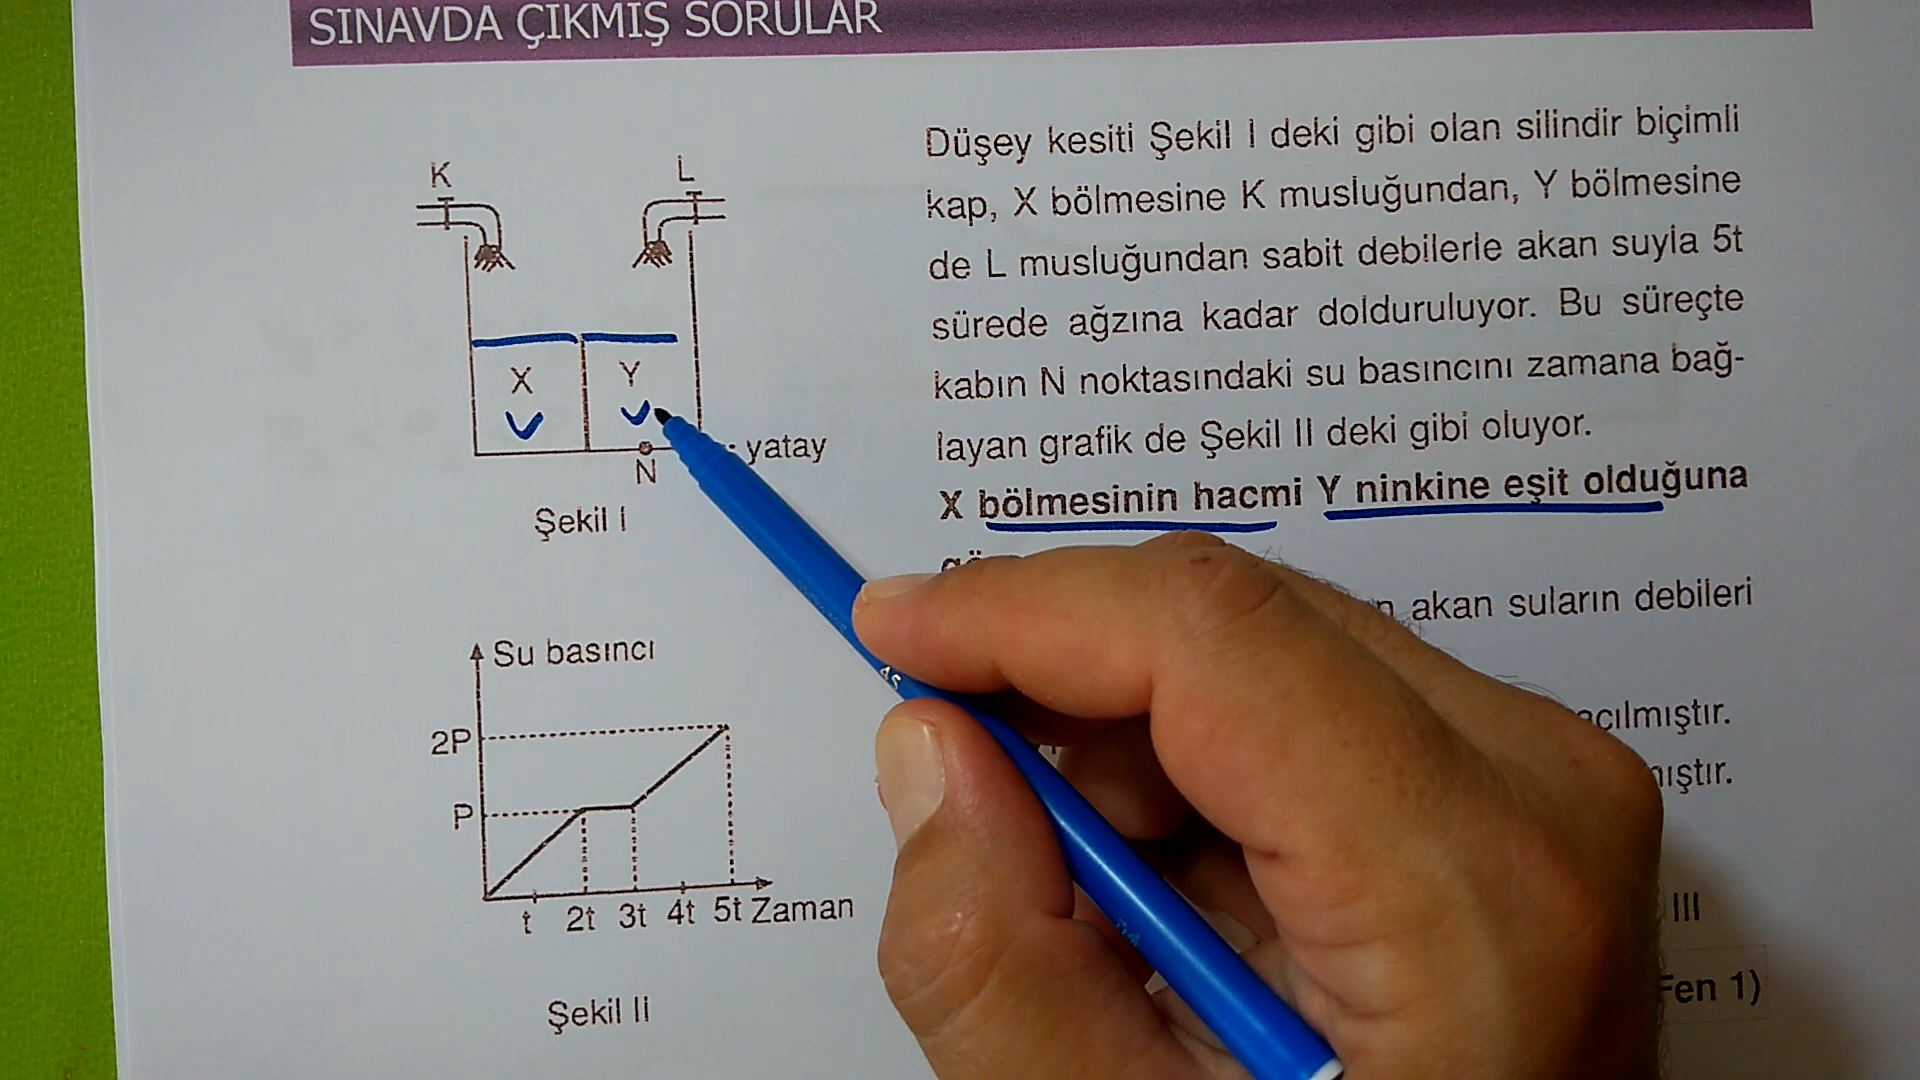 SINAVDA ÇIKMIŞ SORULAR
K
L
X
Y
V
V
N
yatay
Şekil I
Düşey kesiti Şekil I deki gibi olan silindir biçimli
kap, X bölmesine K musluğundan, Y bölmesine
de L musluğundan sabit debilerle akan suyla 5t
sürede ağzına kadar dolduruluyor. Bu süreçte
kabın N noktasındaki su basıncını zamana bağ-
layan grafik de Şekil II deki gibi oluyor.
X bölmesinin hacmi Y ninkine eşit olduğuna
akan suların debileri
III
Fen 1)
Su basıncı
2P
P
t 2t 3t 4t 5t Zaman
Şekil II